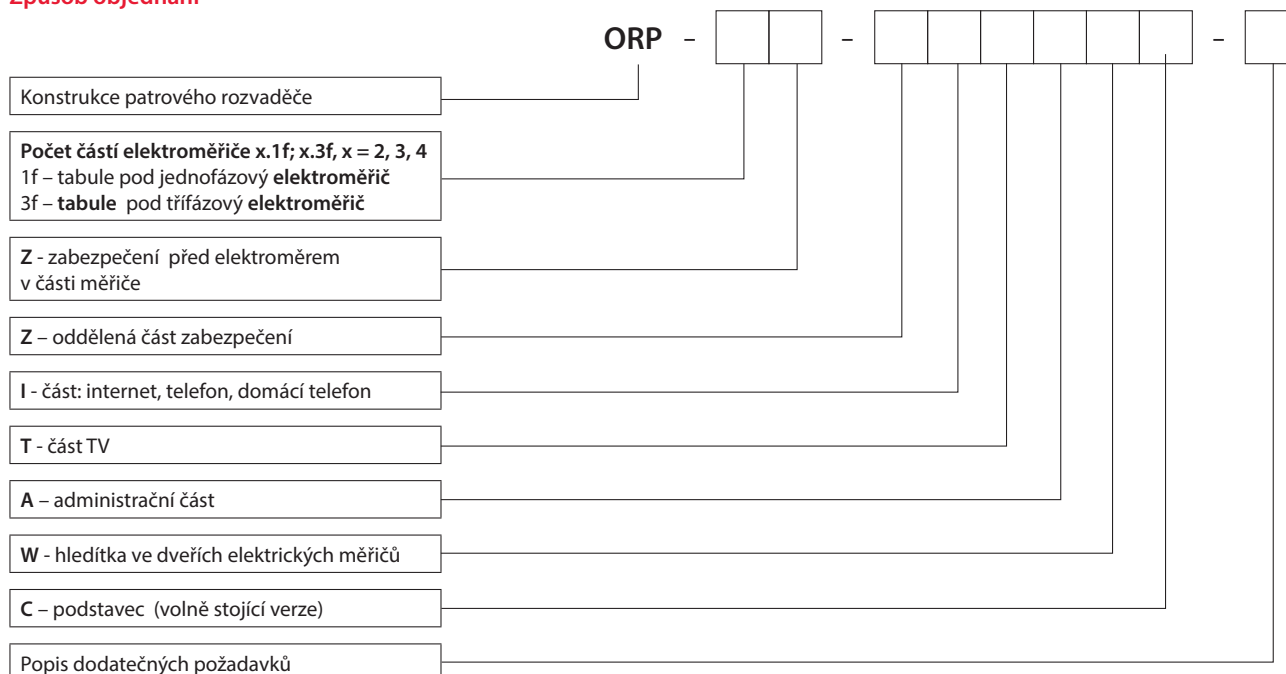 Způsob objednání
ORP – –  –
Konstrukce patrového rozvaděče
Počet částí elektroměřiče x.1f; x.3f, x = 2, 3, 4
1f – tabule pod jednofázový elektroměřič
3f – tabule pod třífázový elektroměřič
Z - zabezpečení před elektroměrem
v části měřiče
Z – oddělená část zabezpečení
I - část: internet, telefon, domácí telefon
T - část TV
A – administrační část
W - hledítka ve dveřích elektrických měřičů
C – podstavec (volně stojící verze)
Popis dodatečných požadavků